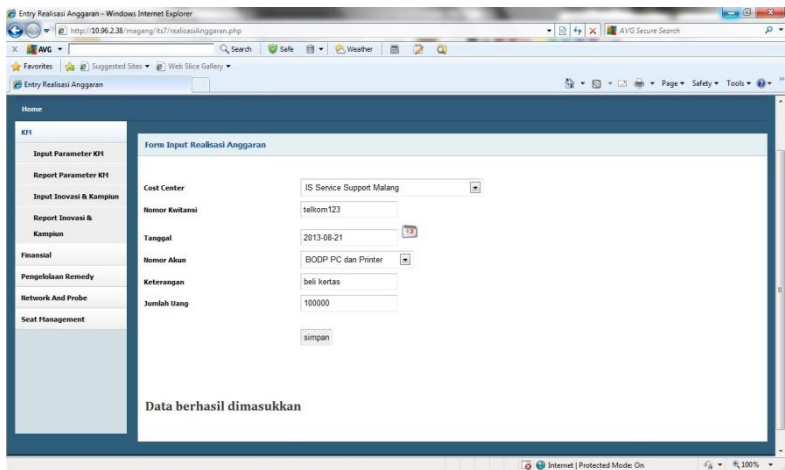 Entry Realisasi Anggaran - Windows Internet Explorer
http://10.96.2.38/magang/its7/realisasiAnggaran.php
AVG Secure Search
x AVG Search Safe Weather
Favorites Suggested Sites Web Slice Gallery
Entry Realisasi Anggaran Page Safety Tools
Home
KM
Input Parameter KM
Report Parameter KM
Input Inovasi & Kampiun
Report Inovasi &
Kampiun
Finansial
Pengelolaan Remedy
Network And Probe
Seat Management
Form Input Realisasi Anggaran
Cost Center IS Service Support Malang
Nomor Kwitansi telkom123
Tanggal 2013-08-21
Nomor Akun BODP PC dan Printer
Keterangan beli kertas
Jumlah Uang 100000
simpan
Data berhasil dimasukkan
Internet | Protected Mode: On 100%